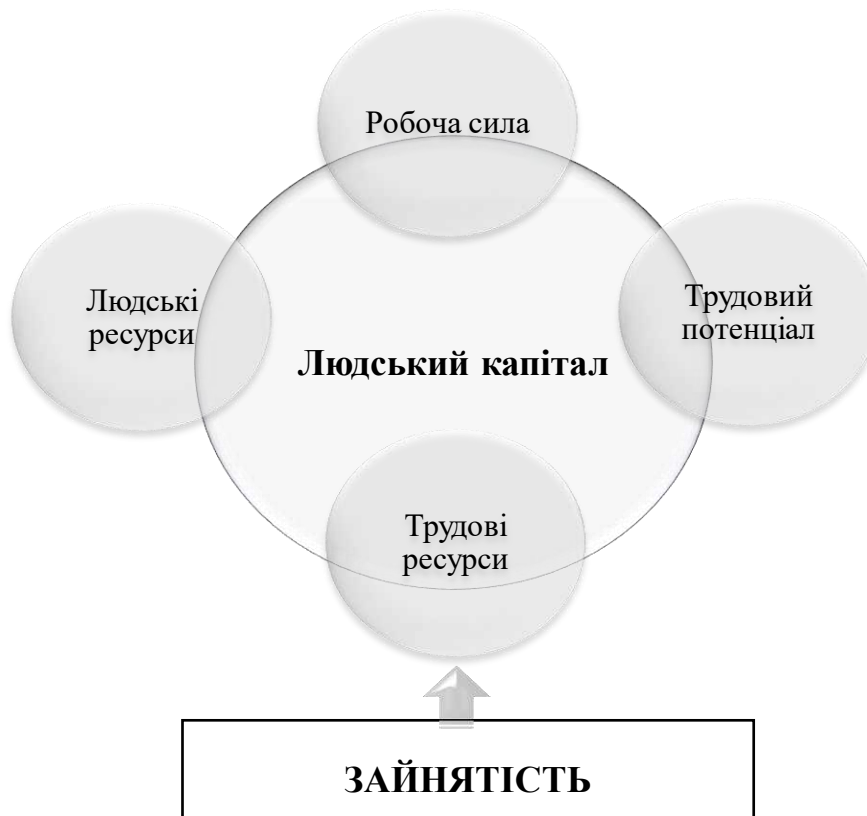 Робоча сила
Людські
ресурси
Трудовий
потенціал
Людський капітал
Трудові
ресурси
ЗАЙНЯТІСТЬ